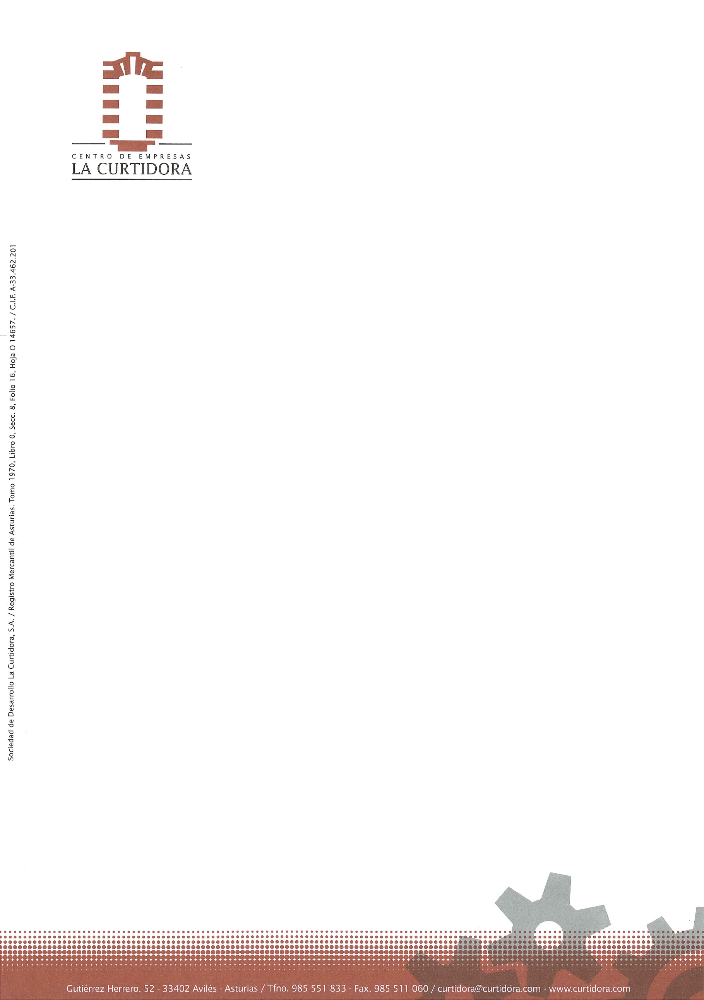 CENTRO DE EMPRESAS
LA CURTIDORA
Sociedad de Desarrollo La Curtidora, S.A. / Registro Mercantil de Asturias. Tomo 1970, Libro 0, Secc. 8, Folio 16, Hoja O 14657. / C.I.F. A-33.462.201
Gutiérrez Herrero, 52 - 33402 Avilés - Asturias / Tfno. 985 551 833 - Fax. 985 511 060 / curtidora@curtidora.com - www.curtidora.com